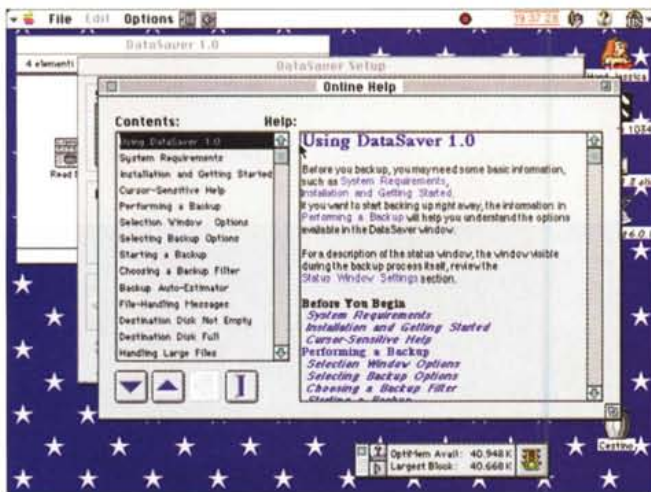 File Edit Options
19:37:28
DataSaver 1.0
4 elementi
DataSaver Setup
Online Help
Contents:
Help:
Using DataSaver 1.0
System Requirements
Installation and Getting Started
Cursor-Sensitive Help
Performing a Backup
Selection Window Options
Selecting Backup Options
Starting a Backup
Choosing a Backup Filter
Backup Auto-Estimator
File-Handling Messages
Destination Disk Not Empty
Destination Disk Full
Handling Large Files
Using DataSaver 1.0
Before you backup, you may need some basic information,
such as System Requirements,
Installation and Getting Started.
If you want to start backing up right away, the information in
Performing a Backup will help you understand the options
available in the DataSaver window.
For a description of the status window, the window visible
during the backup process itself, review the
Status Window Settings section.
Before You Begin
System Requirements
Installation and Getting Started
Cursor-Sensitive Help
Performing a Backup
Selection Window Options
Selecting Backup Options
Choosing a Backup Filter
Starting a Backup
Read
Cestino
OptiMem Avail: 40.948 K
Largest Block: 40.668 K